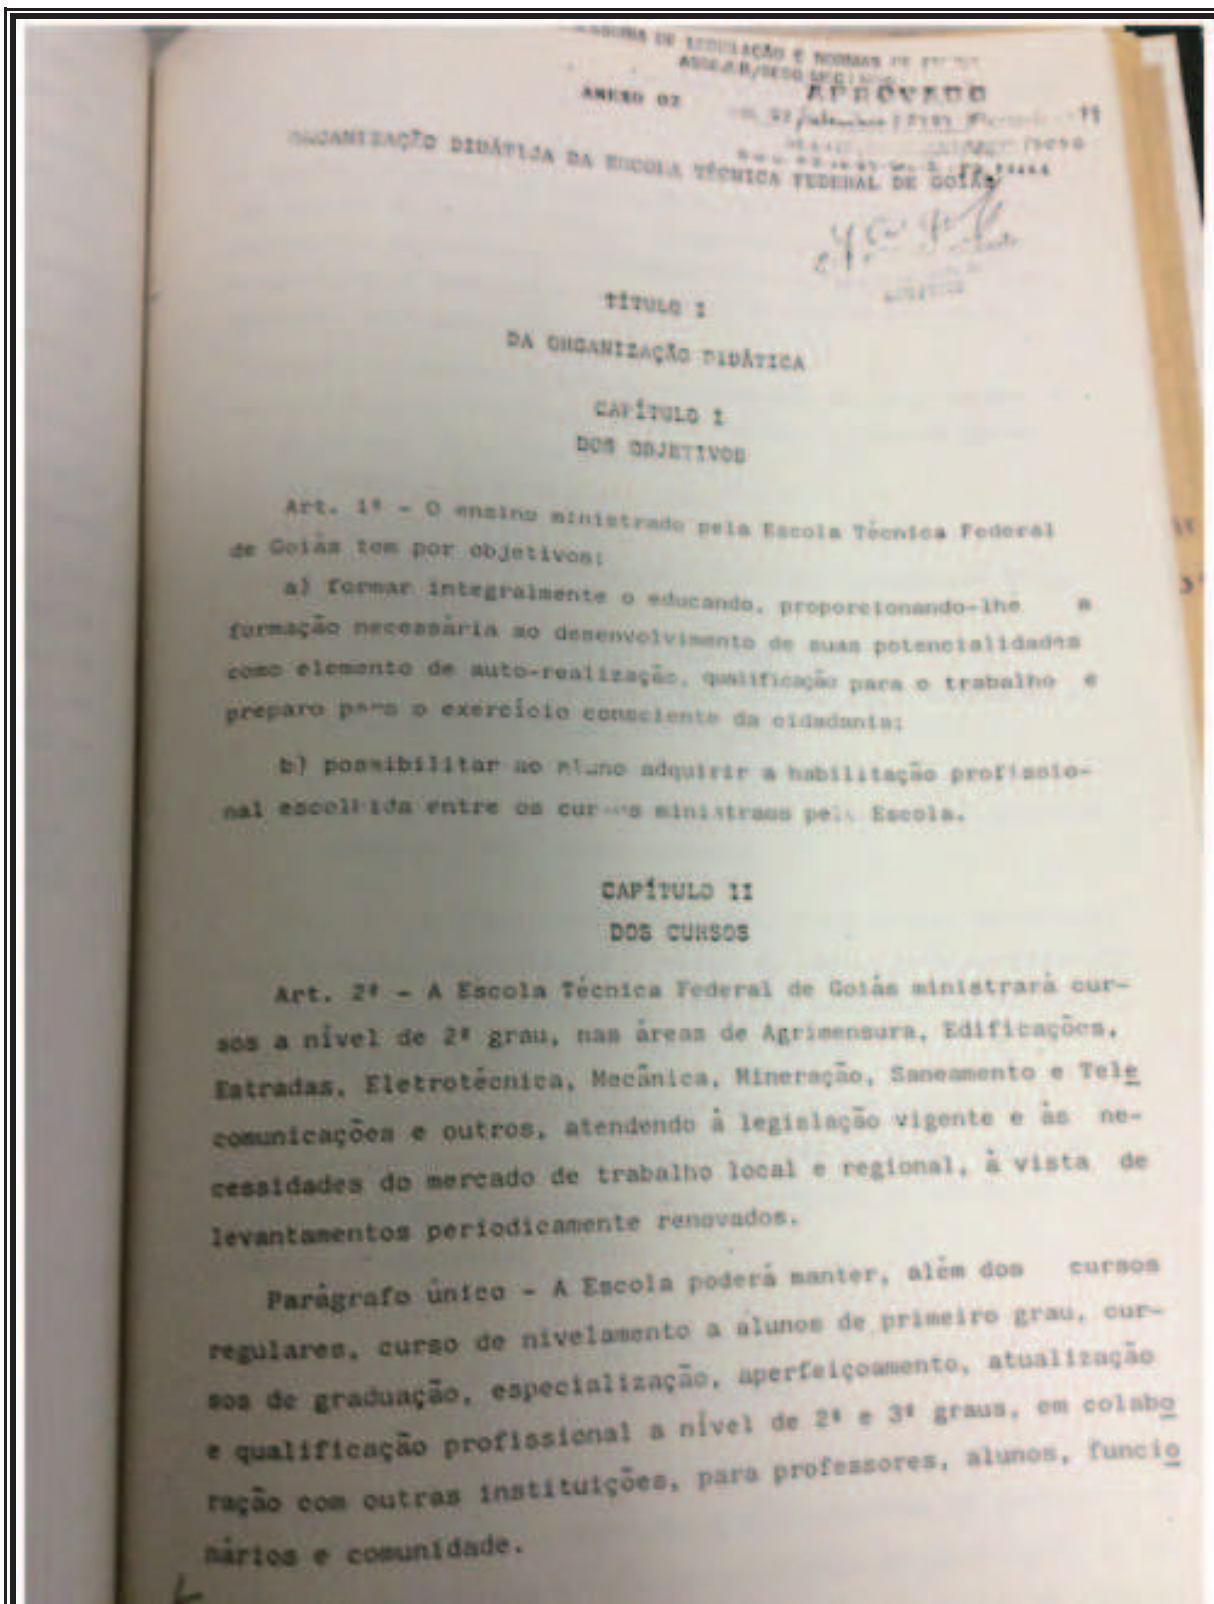 ANEXO 02
APROVADO
ORGANIZAÇÃO DIDÁTICA DA ESCOLA TÉCNICA FEDERAL DE GOIÁS
TÍTULO I
DA ORGANIZAÇÃO DIDÁTICA
CAPÍTULO I
DOS OBJETIVOS
Art. 1º - O ensino ministrado pela Escola Técnica Federal
de Goiás tem por objetivos:
a) formar integralmente o educando, proporcionando-lhe a
formação necessária ao desenvolvimento de suas potencialidades
como elemento de auto-realização, qualificação para o trabalho e
preparo para o exercício consciente da cidadania;
b) possibilitar ao aluno adquirir a habilitação profissio-
nal escolhida entre os cursos ministraos pela Escola.
CAPÍTULO II
DOS CURSOS
Art. 2º - A Escola Técnica Federal de Goiás ministrará cur-
sos a nível de 2º grau, nas áreas de Agrimensura, Edificações,
Estradas, Eletrotécnica, Mecânica, Mineração, Saneamento e Tele
comunicações e outros, atendendo à legislação vigente e às ne-
cessidades do mercado de trabalho local e regional, à vista de
levantamentos periodicamente renovados.
Parágrafo único - A Escola poderá manter, além dos cursos
regulares, curso de nivelamento a alunos de primeiro grau, cur-
sos de graduação, especialização, aperfeiçoamento, atualização
e qualificação profissional a nível de 2º e 3º graus, em colabo
ração com outras instituições, para professores, alunos, funcio
nários e comunidade.